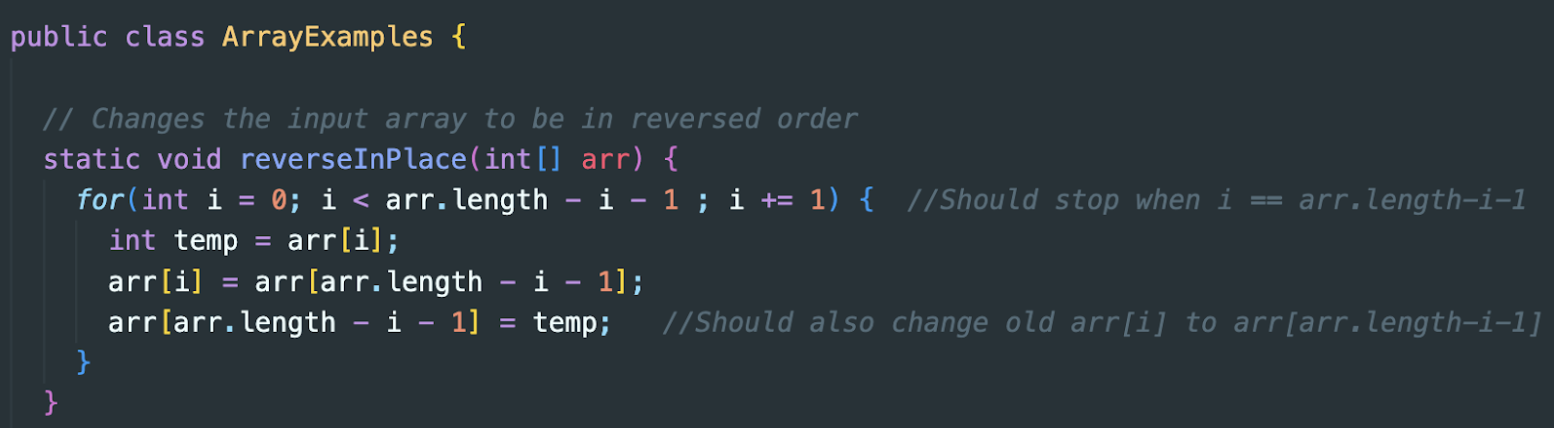 public class ArrayExamples {
// Changes the input array to be in reversed order
static void reverseInPlace(int[] arr) {
for(int i = 0; i < arr.length - i - 1 ; i += 1) {  //Should stop when i == arr.length-i-1
int temp = arr[i];
arr[i] = arr[arr.length - i - 1];
arr[arr.length - i - 1] = temp;   //Should also change old arr[i] to arr[arr.length-i-1]
}
}